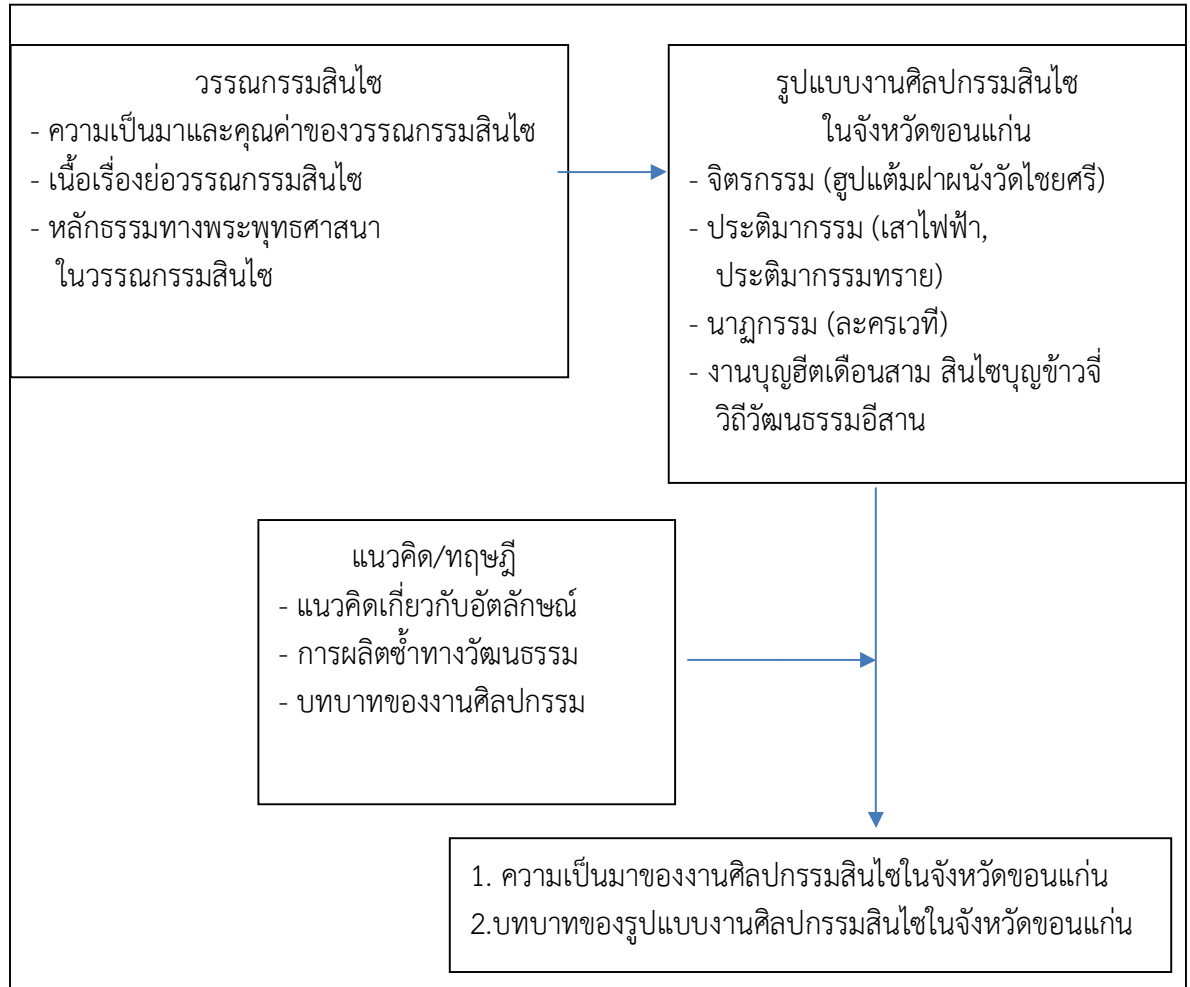 วรรณกรรมสินไซ
- ความเป็นมาและคุณค่าของวรรณกรรมสินไซ
- เนื้อเรื่องย่อวรรณกรรมสินไซ
- หลักธรรมทางพระพุทธศาสนา
ในวรรณกรรมสินไซ
รูปแบบงานศิลปกรรมสินไซ
ในจังหวัดขอนแก่น
- จิตรกรรม (ฮูปแต้มฝาผนังวัดไชยศรี)
- ประติมากรรม (เสาไฟฟ้า,
ประติมากรรมทราย)
- นาฏกรรม (ละครเวที)
- งานบุญฮีตเดือนสาม สินไซบุญข้าวจี่
วิถีวัฒนธรรมอีสาน
แนวคิด/ทฤษฎี
- แนวคิดเกี่ยวกับอัตลักษณ์
- การผลิตซ้ำทางวัฒนธรรม
- บทบาทของงานศิลปกรรม
1. ความเป็นมาของงานศิลปกรรมสินไซในจังหวัดขอนแก่น
2.บทบาทของรูปแบบงานศิลปกรรมสินไซในจังหวัดขอนแก่น